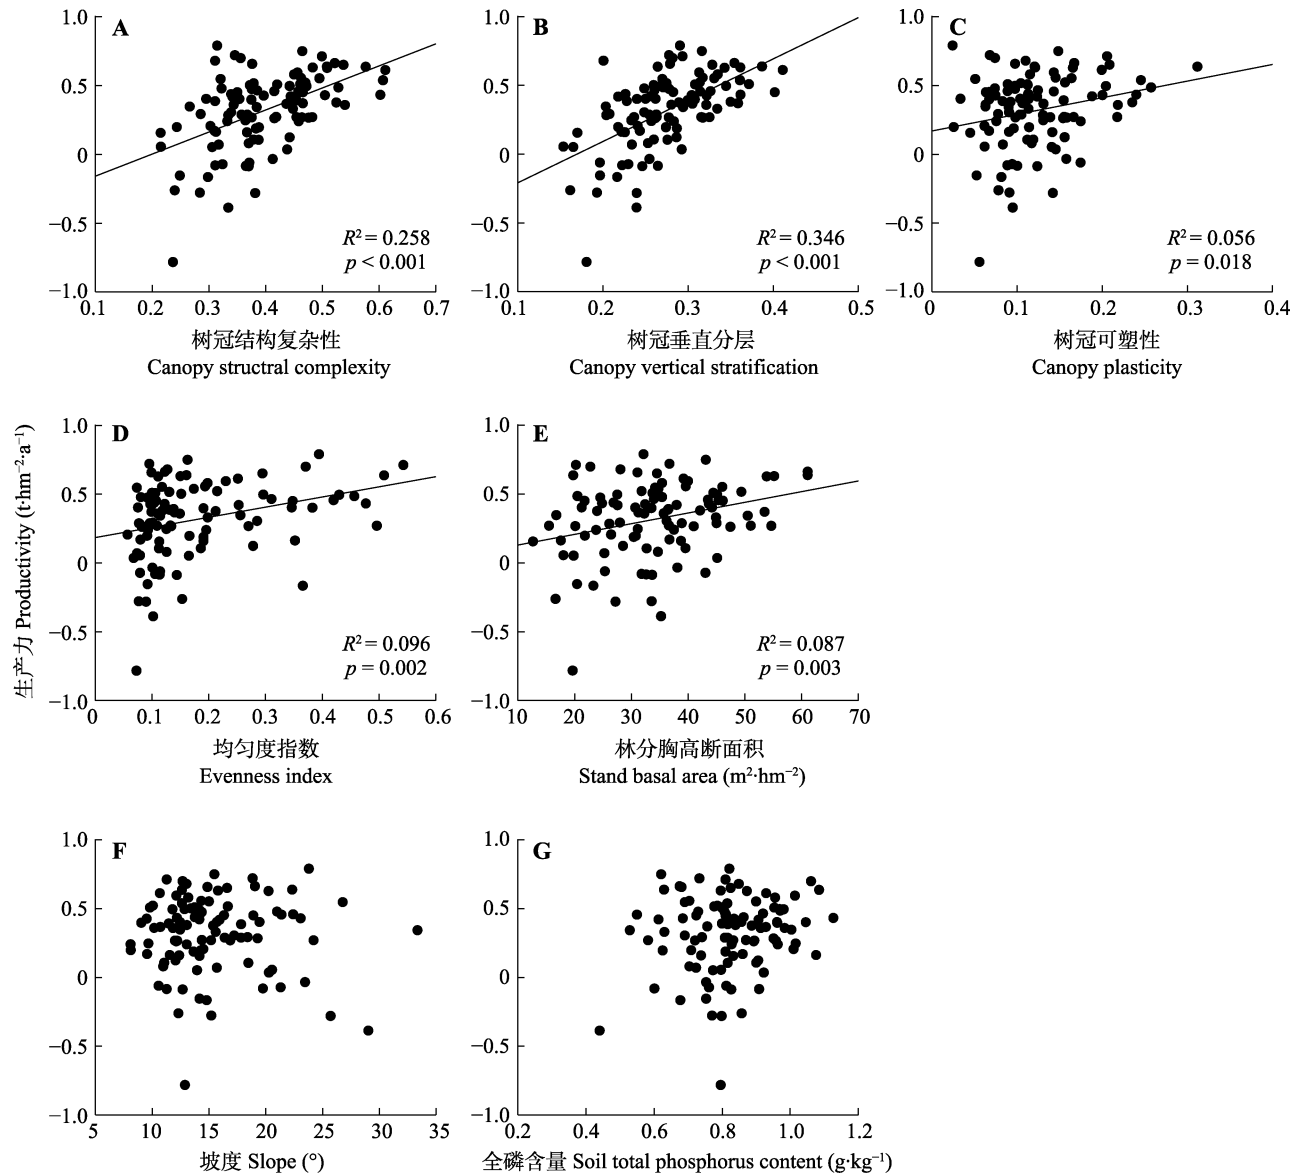 A
1.0
0.5
0
−0.5
−1.0
R² = 0.258
p < 0.001
0.1 0.2 0.3 0.4 0.5 0.6 0.7
树冠结构复杂性
Canopy structral complexity
B
1.0
0.5
0
−0.5
−1.0
R² = 0.346
p < 0.001
0.1 0.2 0.3 0.4 0.5
树冠垂直分层
Canopy vertical stratification
C
1.0
0.5
0
−0.5
−1.0
R² = 0.056
p = 0.018
0 0.1 0.2 0.3 0.4
树冠可塑性
Canopy plasticity
生产力 Productivity (t·hm⁻²·a⁻¹)
D
1.0
0.5
0
−0.5
−1.0
R² = 0.096
p = 0.002
0 0.1 0.2 0.3 0.4 0.5 0.6
均匀度指数
Evenness index
E
1.0
0.5
0
−0.5
−1.0
R² = 0.087
p = 0.003
10 20 30 40 50 60 70
林分胸高断面积
Stand basal area (m²·hm⁻²)
F
1.0
0.5
0
−0.5
−1.0
5 10 15 20 25 30 35
坡度 Slope (°)
G
1.0
0.5
0
−0.5
−1.0
0.2 0.4 0.6 0.8 1.0 1.2
全磷含量 Soil total phosphorus content (g·kg⁻¹)